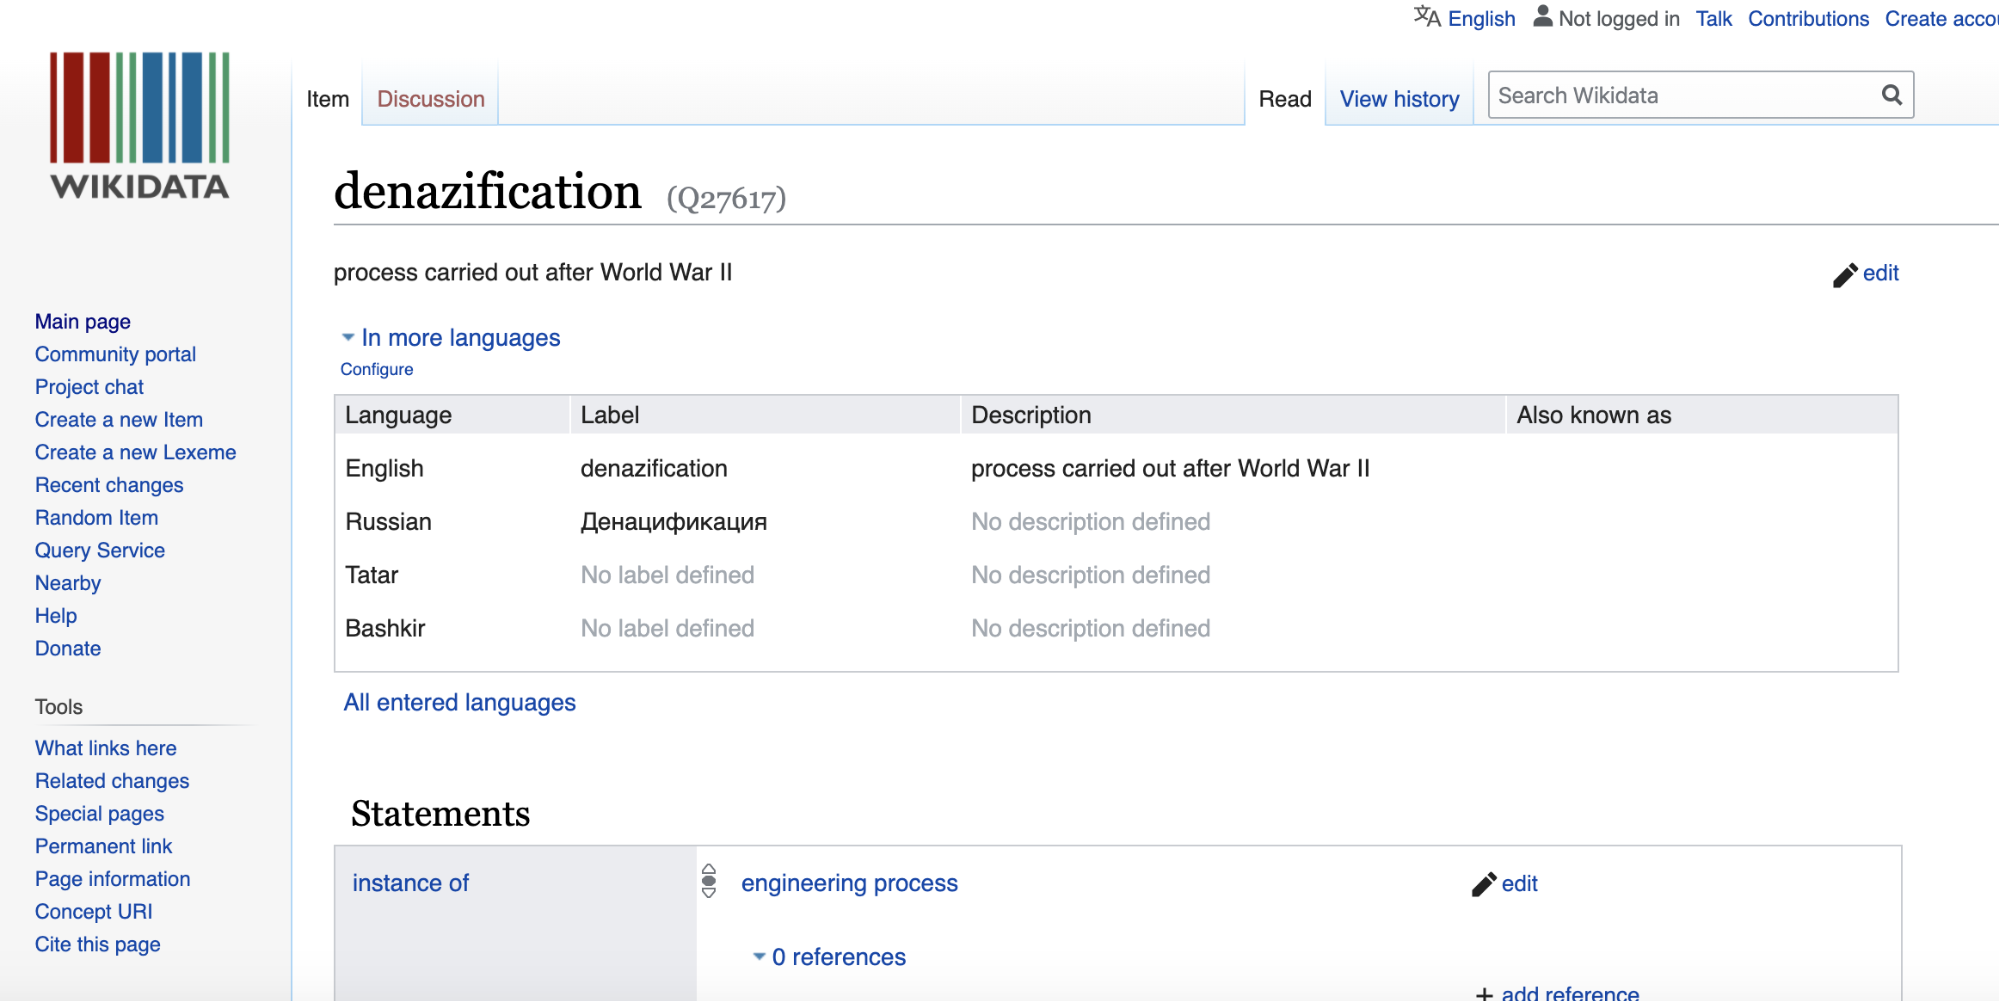 English Not logged in Talk Contributions Create acco
WIKIDATA
Item Discussion Read View history Search Wikidata
denazification (Q27617)
process carried out after World War II edit
In more languages
Configure
Language Label Description Also known as
English denazification process carried out after World War II
Russian Денацификация No description defined
Tatar No label defined No description defined
Bashkir No label defined No description defined
All entered languages
Main page
Community portal
Project chat
Create a new Item
Create a new Lexeme
Recent changes
Random Item
Query Service
Nearby
Help
Donate
Tools
What links here
Related changes
Special pages
Permanent link
Page information
Concept URI
Cite this page
Statements
instance of engineering process edit
0 references
+ add reference